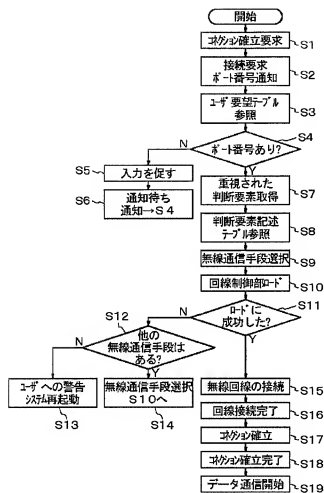 開始
コネクション確立要求
S1
接続要求
ポート番号通知
S2
ユーザ要望テーブル
参照
S3
S4
ポート番号あり?
N
Y
S5
入力を促す
S6
通知待ち
通知→S4
重視された
判断要素取得
S7
判断要素記述
テーブル参照
S8
無線通信手段選択
S9
回線制御部ロード
S10
S11
ロードに
成功した?
N
Y
S12
他の
無線通信手段は
ある?
N
Y
ユーザへの警告
システム再起動
S13
無線通信手段選択
S10へ
S14
無線回線の接続
S15
回線接続完了
S16
コネクション確立
S17
コネクション確立完了
S18
データ通信開始
S19